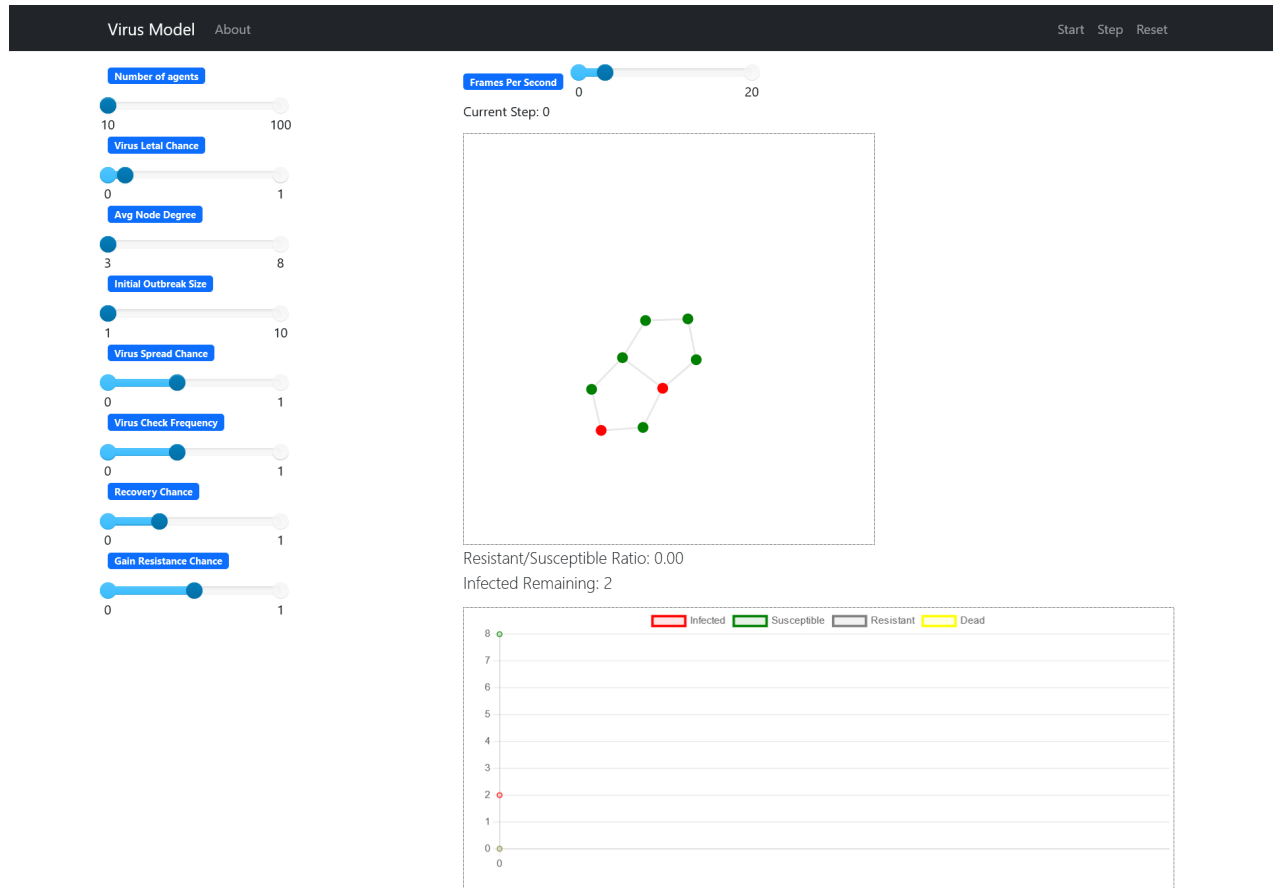 Virus Model About Start Step Reset
Number of agents
10 100
Virus Letal Chance
0 1
Avg Node Degree
3 8
Initial Outbreak Size
1 10
Virus Spread Chance
0 1
Virus Check Frequency
0 1
Recovery Chance
0 1
Gain Resistance Chance
0 1
Frames Per Second
0 20
Current Step: 0
Resistant/Susceptible Ratio: 0.00
Infected Remaining: 2
Infected Susceptible Resistant Dead
8
7
6
5
4
3
2
1
0
0